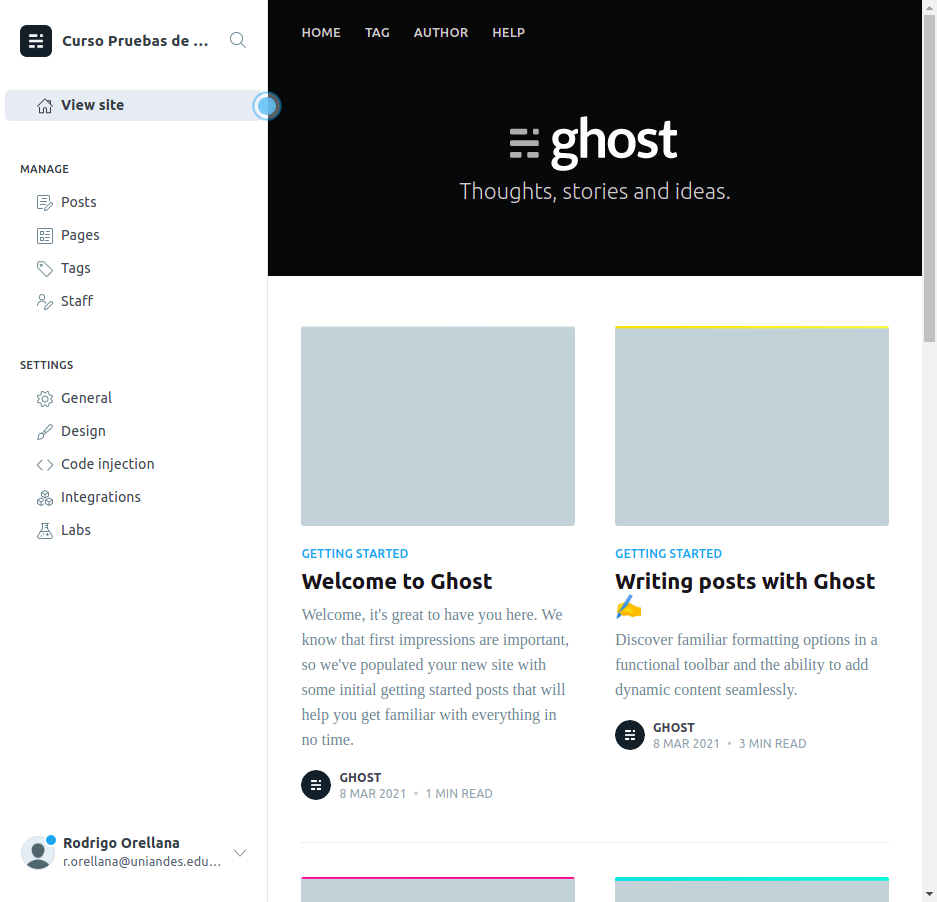 Curso Pruebas de ...
View site
MANAGE
Posts
Pages
Tags
Staff
SETTINGS
General
Design
Code injection
Integrations
Labs
Rodrigo Orellana
r.orellana@uniandes.edu...
HOME TAG AUTHOR HELP
ghost
Thoughts, stories and ideas.
GETTING STARTED
Welcome to Ghost
Welcome, it's great to have you here. We
know that first impressions are important,
so we've populated your new site with
some initial getting started posts that will
help you get familiar with everything in
no time.
GHOST
8 MAR 2021 • 1 MIN READ
GETTING STARTED
Writing posts with Ghost
✍️
Discover familiar formatting options in a
functional toolbar and the ability to add
dynamic content seamlessly.
GHOST
8 MAR 2021 • 3 MIN READ